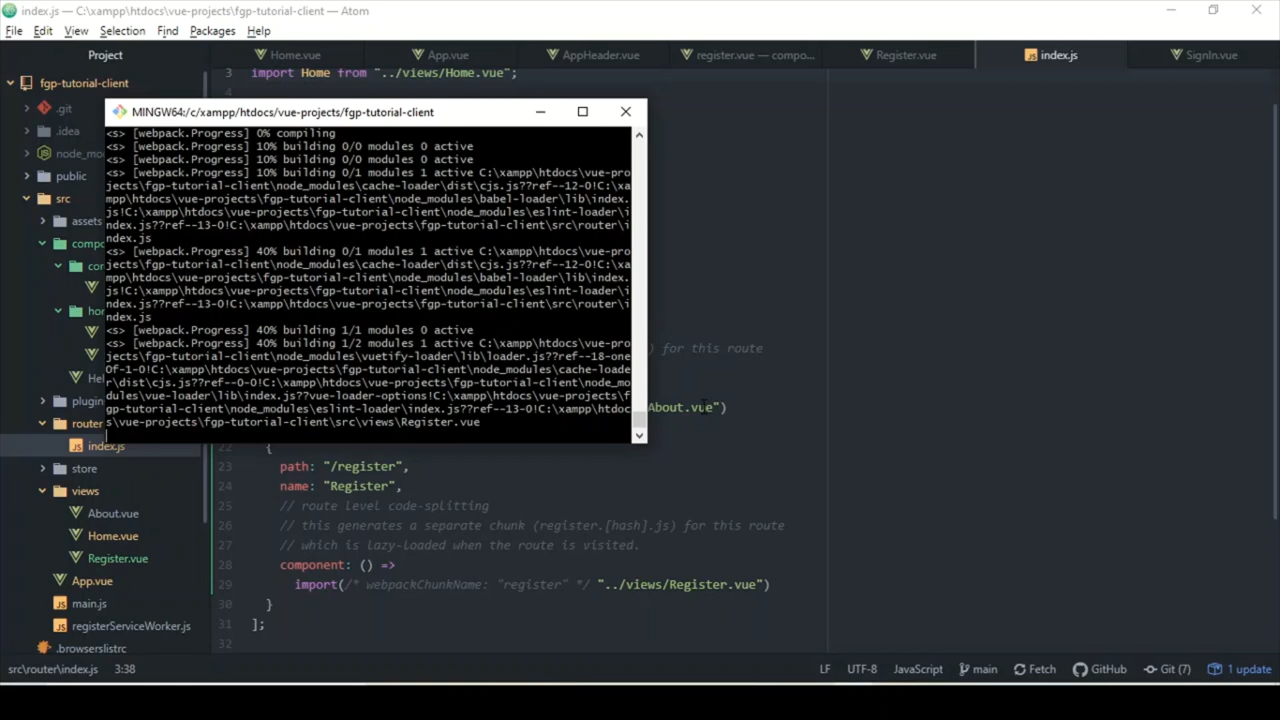 index.js — C:\xampp\htdocs\vue-projects\fgp-tutorial-client — Atom
File Edit View Selection Find Packages Help
Project
Home.vue
App.vue
AppHeader.vue
register.vue — compo...
Register.vue
index.js
SignIn.vue
3 import Home from "../views/Home.vue";
fgp-tutorial-client
.git
.idea
node_mo
public
src
assets
compo
co
ho
He
plugin
router
index.js
store
views
About.vue
Home.vue
Register.vue
App.vue
main.js
registerServiceWorker.js
.browserslistrc
MINGW64:/c/xampp/htdocs/vue-projects/fgp-tutorial-client
<s> [webpack.Progress] 0% compiling
<s> [webpack.Progress] 10% building 0/0 modules 0 active
<s> [webpack.Progress] 10% building 0/0 modules 0 active
<s> [webpack.Progress] 10% building 0/1 modules 1 active C:\xampp\htdocs\vue-pro
jects\fgp-tutorial-client\node_modules\cache-loader\dist\cjs.js??ref--12-0!C:\xa
mpp\htdocs\vue-projects\fgp-tutorial-client\node_modules\babel-loader\lib\index.
js!C:\xampp\htdocs\vue-projects\fgp-tutorial-client\node_modules\eslint-loader\i
ndex.js??ref--13-0!C:\xampp\htdocs\vue-projects\fgp-tutorial-client\src\router\i
ndex.js
<s> [webpack.Progress] 40% building 0/1 modules 1 active C:\xampp\htdocs\vue-pro
jects\fgp-tutorial-client\node_modules\cache-loader\dist\cjs.js??ref--12-0!C:\xa
mpp\htdocs\vue-projects\fgp-tutorial-client\node_modules\babel-loader\lib\index.
js!C:\xampp\htdocs\vue-projects\fgp-tutorial-client\node_modules\eslint-loader\i
ndex.js??ref--13-0!C:\xampp\htdocs\vue-projects\fgp-tutorial-client\src\router\i
ndex.js
<s> [webpack.Progress] 40% building 1/1 modules 0 active
<s> [webpack.Progress] 40% building 1/2 modules 1 active C:\xampp\htdocs\vue-pro
jects\fgp-tutorial-client\node_modules\vuetify-loader\lib\loader.js??ref--18-one
Of-1-0!C:\xampp\htdocs\vue-projects\fgp-tutorial-client\node_modules\cache-loade
r\dist\cjs.js??ref--0-0!C:\xampp\htdocs\vue-projects\fgp-tutorial-client\node_mo
dules\vue-loader\lib\index.js??vue-loader-options!C:\xampp\htdocs\vue-projects\f
gp-tutorial-client\node_modules\eslint-loader\index.js??ref--13-0!C:\xampp\htdoc
s\vue-projects\fgp-tutorial-client\src\views\Register.vue
) for this route
About.vue")
22 {
23 path: "/register",
24 name: "Register",
25 // route level code-splitting
26 // this generates a separate chunk (register.[hash].js) for this route
27 // which is lazy-loaded when the route is visited.
28 component: () =>
29 import(/* webpackChunkName: "register" */ "../views/Register.vue")
30 }
31 ];
32
src\router\index.js 3:38
LF UTF-8 JavaScript main Fetch GitHub Git (7) 1 update